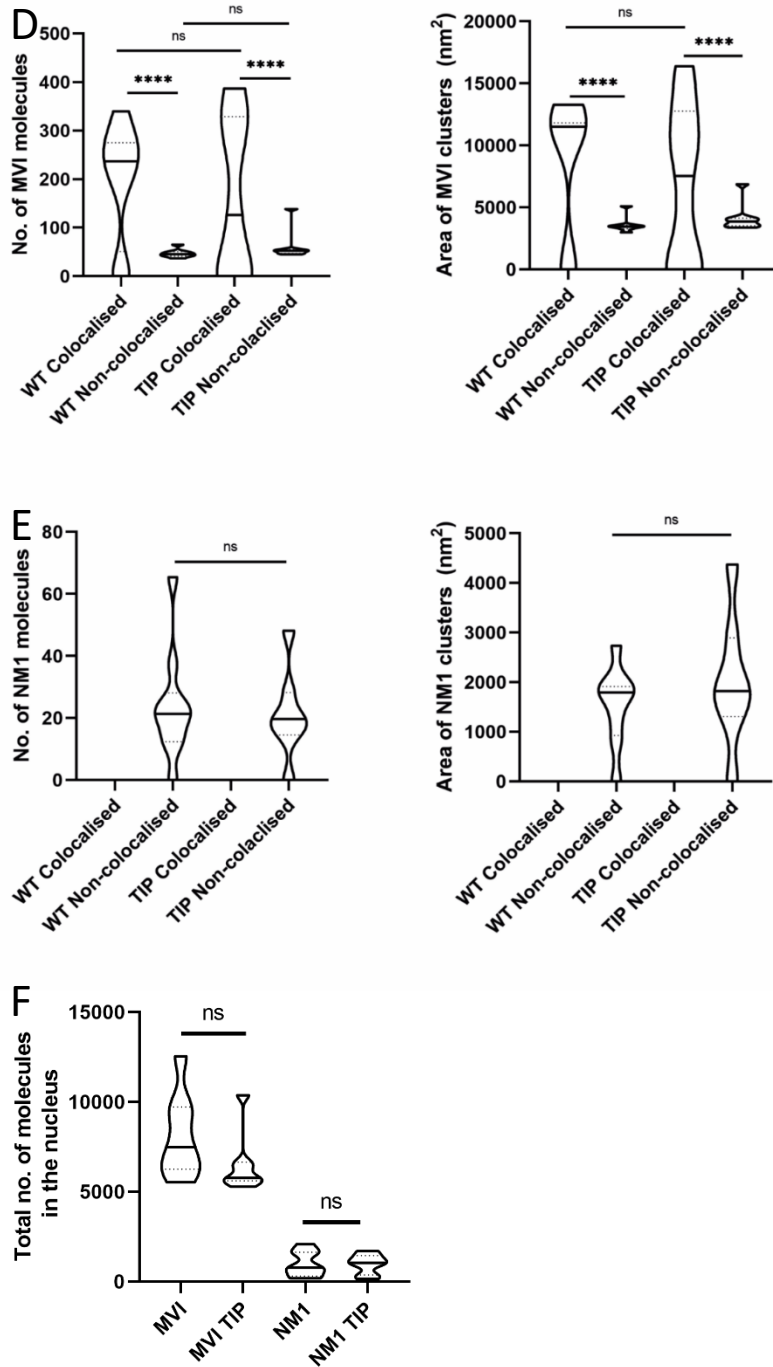 D
No. of MVI molecules
500
400
300
200
100
0
ns
ns
****
****
WT Colocalised
WT Non-colocalised
TIP Colocalised
TIP Non-colaclised
Area of MVI clusters (nm²)
20000
15000
10000
5000
0
ns
****
****
WT Colocalised
WT Non-colocalised
TIP Colocalised
TIP Non-colocalised
E
No. of NM1 molecules
80
60
40
20
0
ns
WT Colocalised
WT Non-colocalised
TIP Colocalised
TIP Non-colaclised
Area of NM1 clusters (nm²)
5000
4000
3000
2000
1000
0
ns
WT Colocalised
WT Non-colocalised
TIP Colocalised
TIP Non-colocalised
F
Total no. of molecules
in the nucleus
15000
10000
5000
0
ns
ns
MVI
MVI TIP
NM1
NM1 TIP